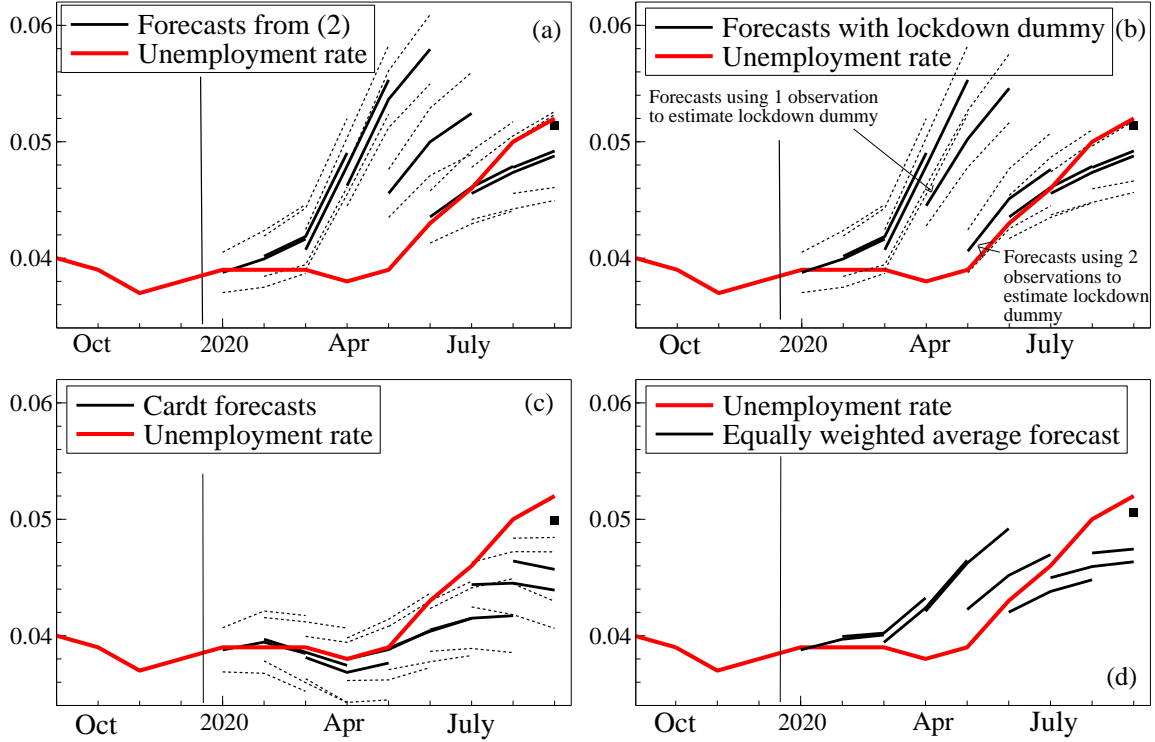 0.06
0.05
0.04
Forecasts from (2)
Unemployment rate
(a)
Oct
2020
Apr
July
0.06
0.05
0.04
Forecasts with lockdown dummy
Unemployment rate
(b)
Forecasts using 1 observation
to estimate lockdown dummy
Forecasts using 2
observations to
estimate lockdown
dummy
Oct
2020
Apr
July
0.06
0.05
0.04
Cardt forecasts
Unemployment rate
(c)
Oct
2020
Apr
July
0.06
0.05
0.04
Unemployment rate
Equally weighted average forecast
(d)
Oct
2020
Apr
July